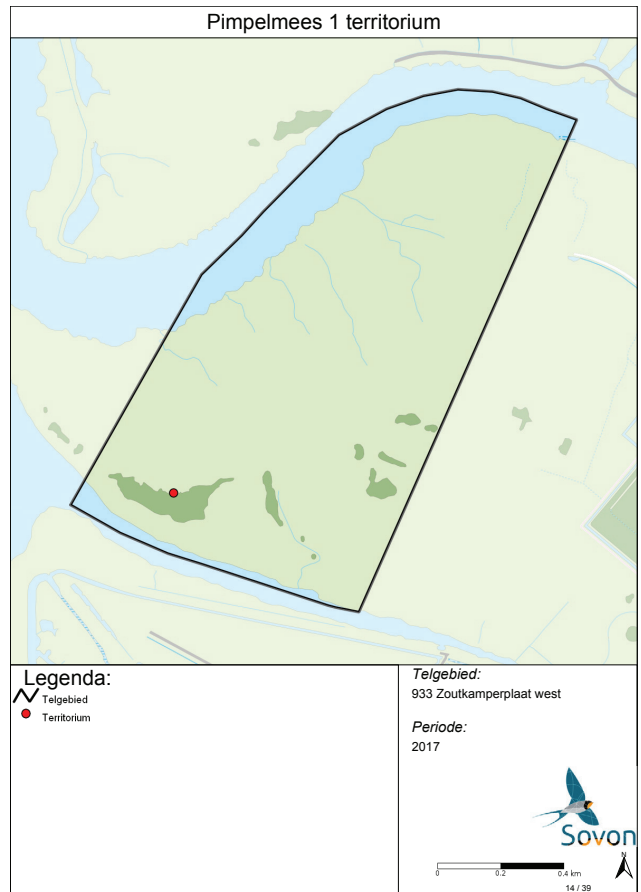 Pimpelmees 1 territorium
Legenda:
Telgebied
Territorium
Telgebied:
933 Zoutkamperplaat west
Periode:
2017
Sovon
N
0 0.2 0.4 km
14 / 39